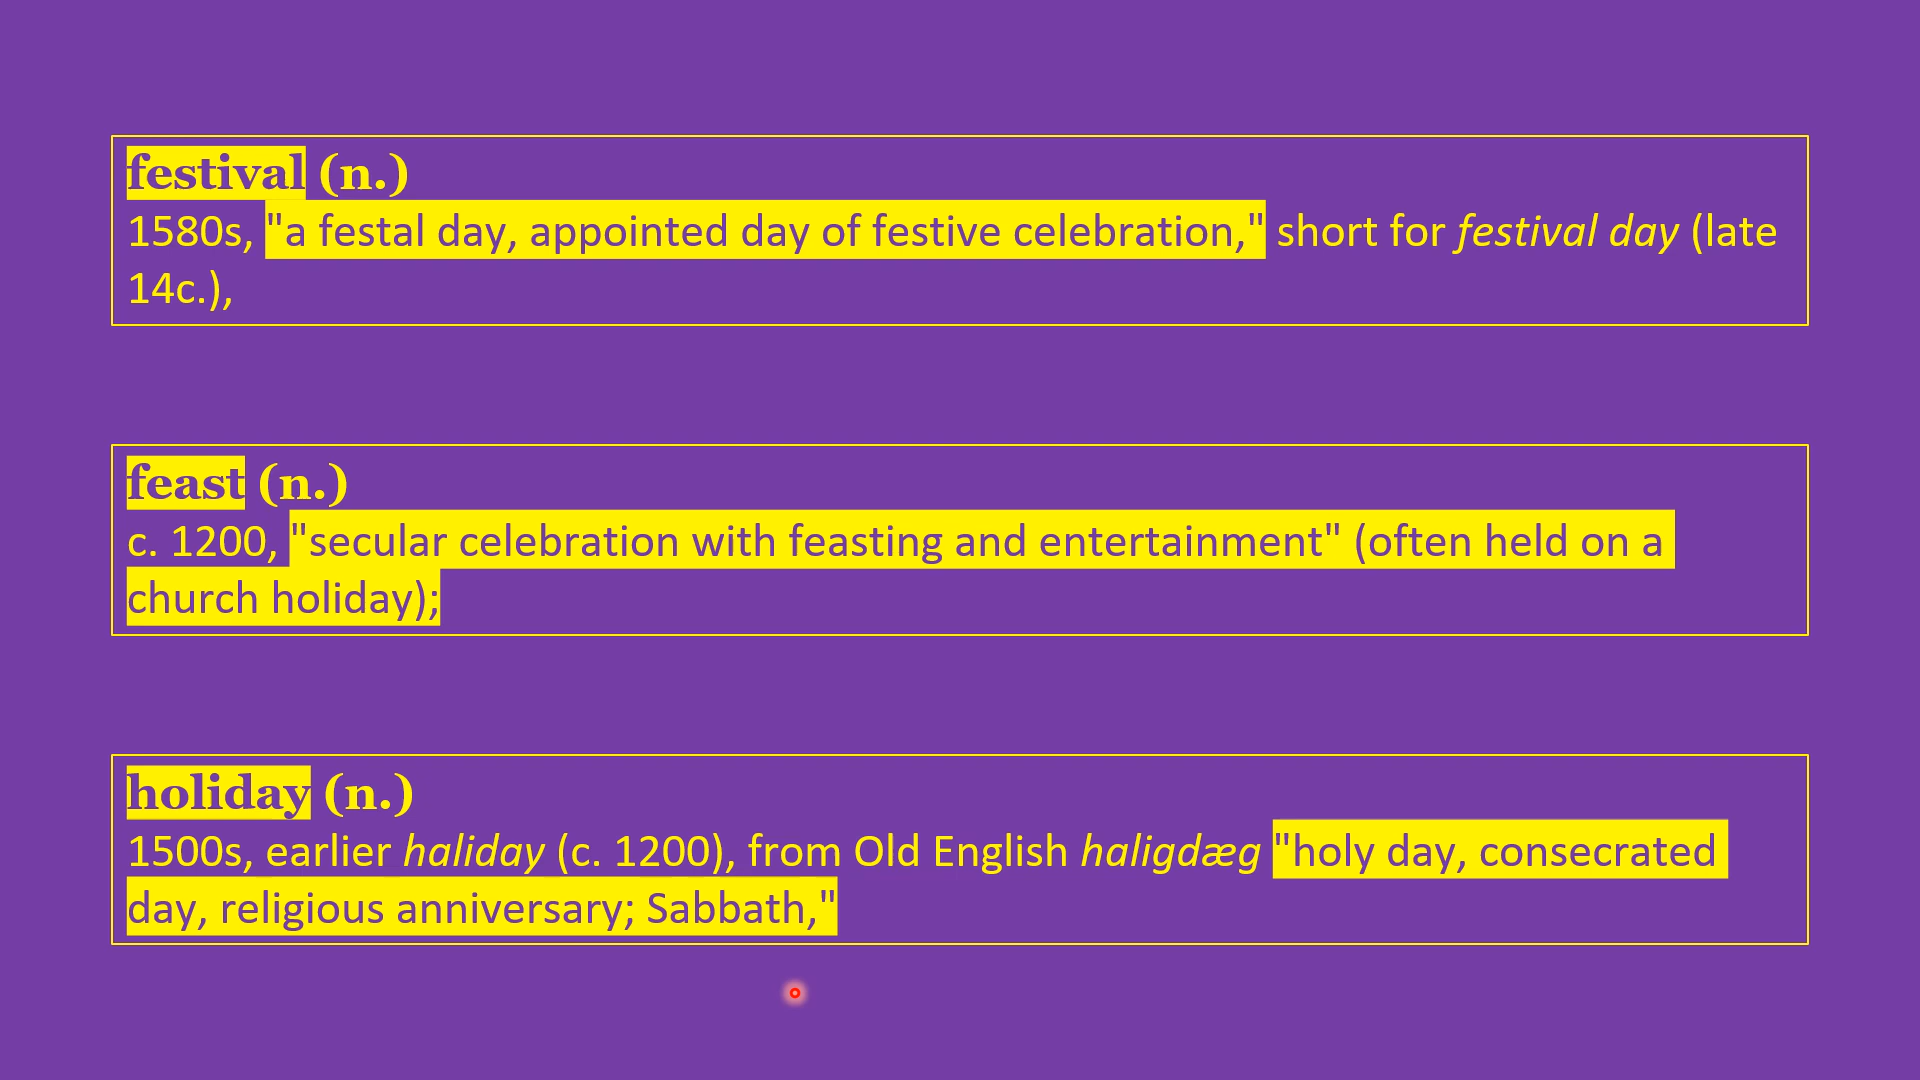 festival (n.)
1580s, "a festal day, appointed day of festive celebration," short for festival day (late
14c.),
feast (n.)
c. 1200, "secular celebration with feasting and entertainment" (often held on a
church holiday);
holiday (n.)
1500s, earlier haliday (c. 1200), from Old English haligdæg "holy day, consecrated
day, religious anniversary; Sabbath,"